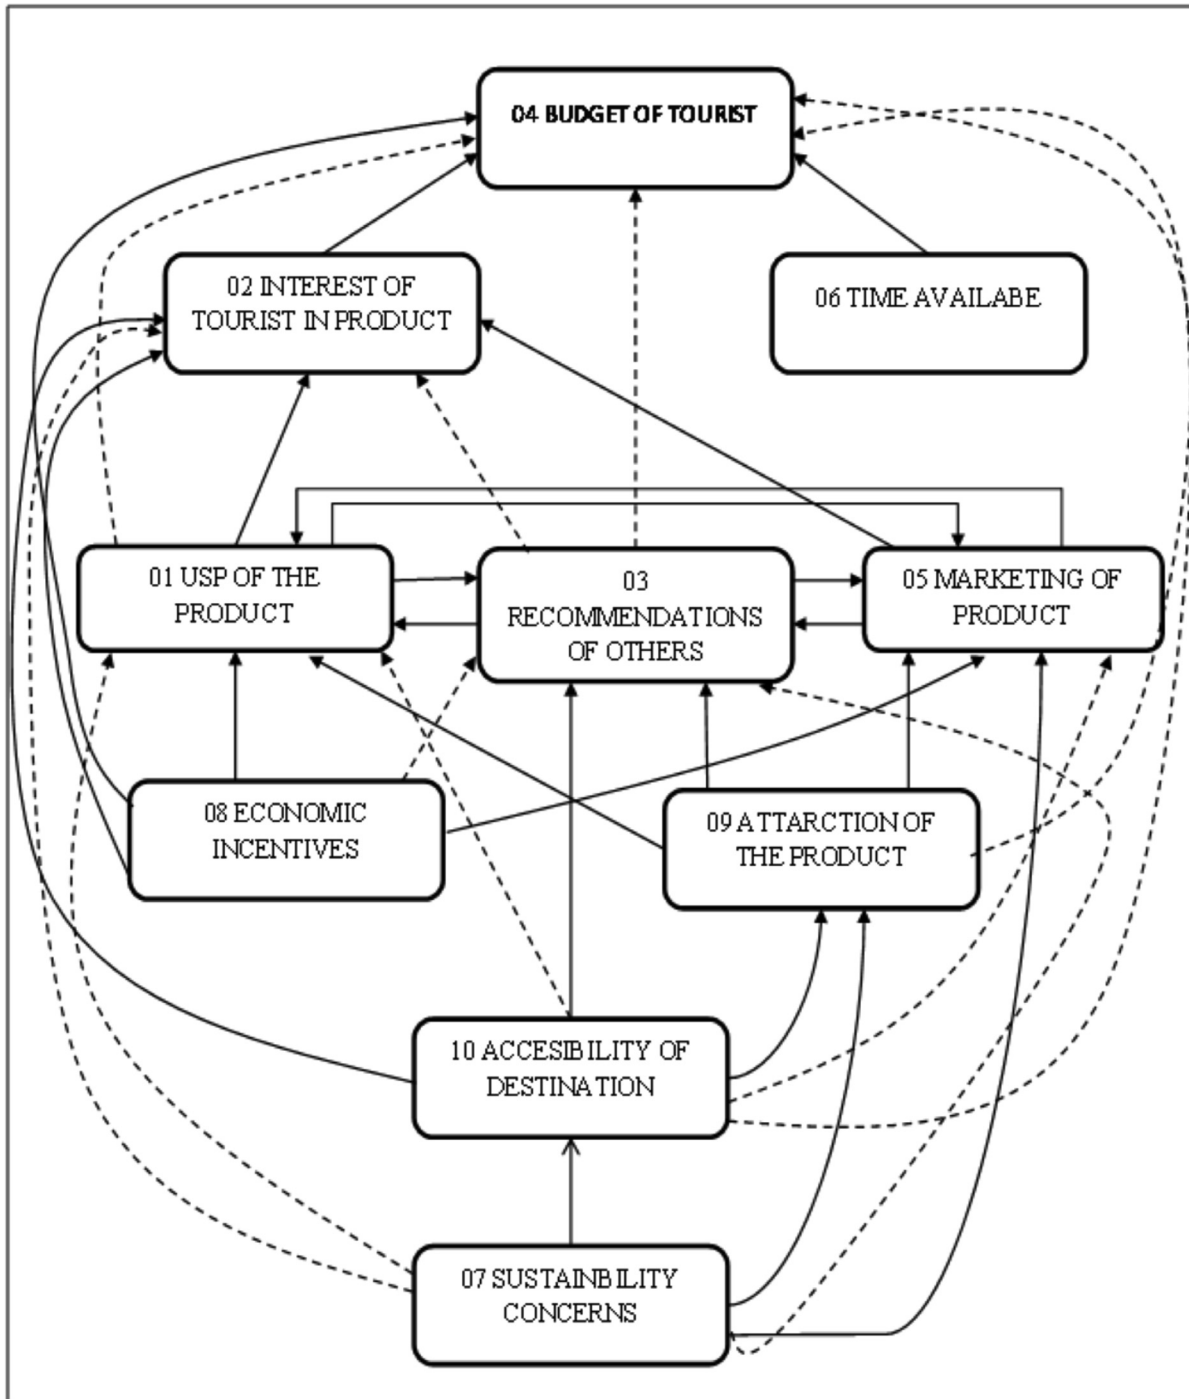 04 BUDGET OF TOURIST
02 INTEREST OF
TOURIST IN PRODUCT
06 TIME AVAILABE
01 USP OF THE
PRODUCT
03
RECOMMENDATIONS
OF OTHERS
05 MARKETING OF
PRODUCT
08 ECONOMIC
INCENTIVES
09 ATTARCTION OF
THE PRODUCT
10 ACCESIBILITY OF
DESTINATION
07 SUSTAINBILITY
CONCERNS